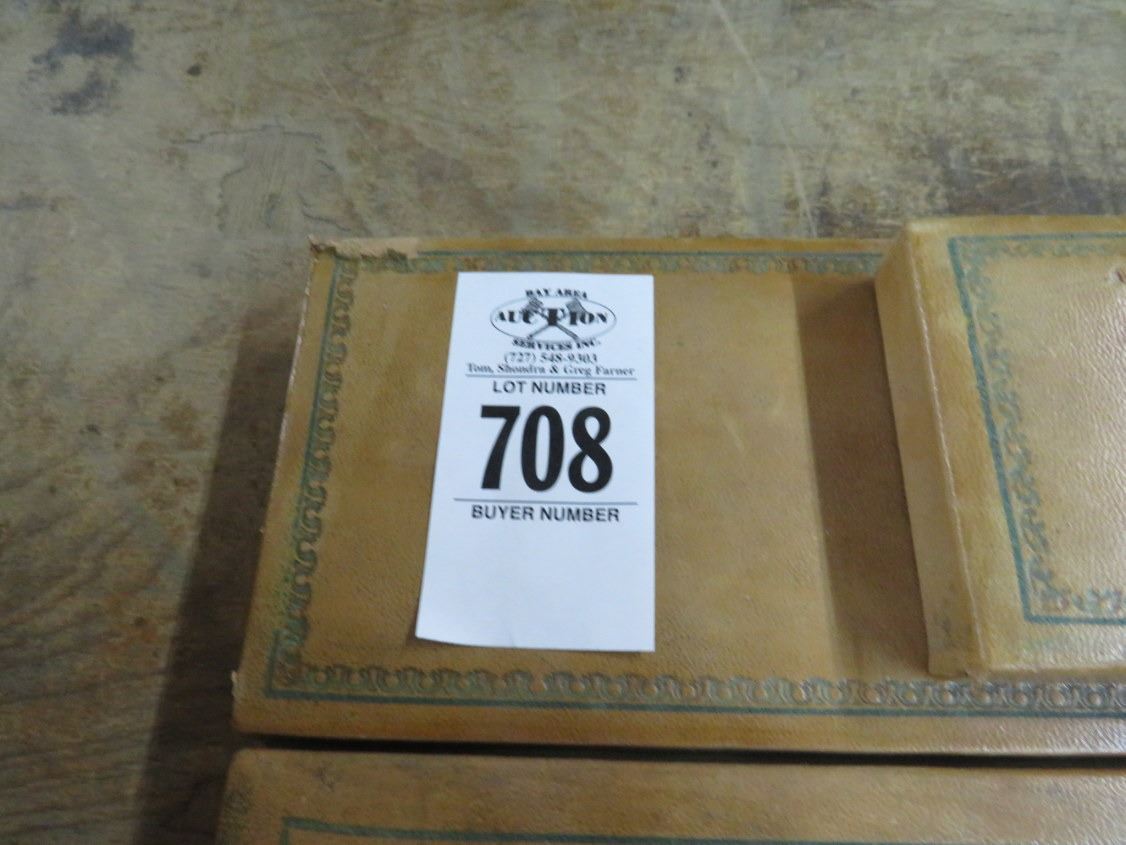 BAY AREA
AUCTION
SERVICES INC.
(727) 548-9303
Tom, Shondra & Greg Farner
LOT NUMBER
708
BUYER NUMBER